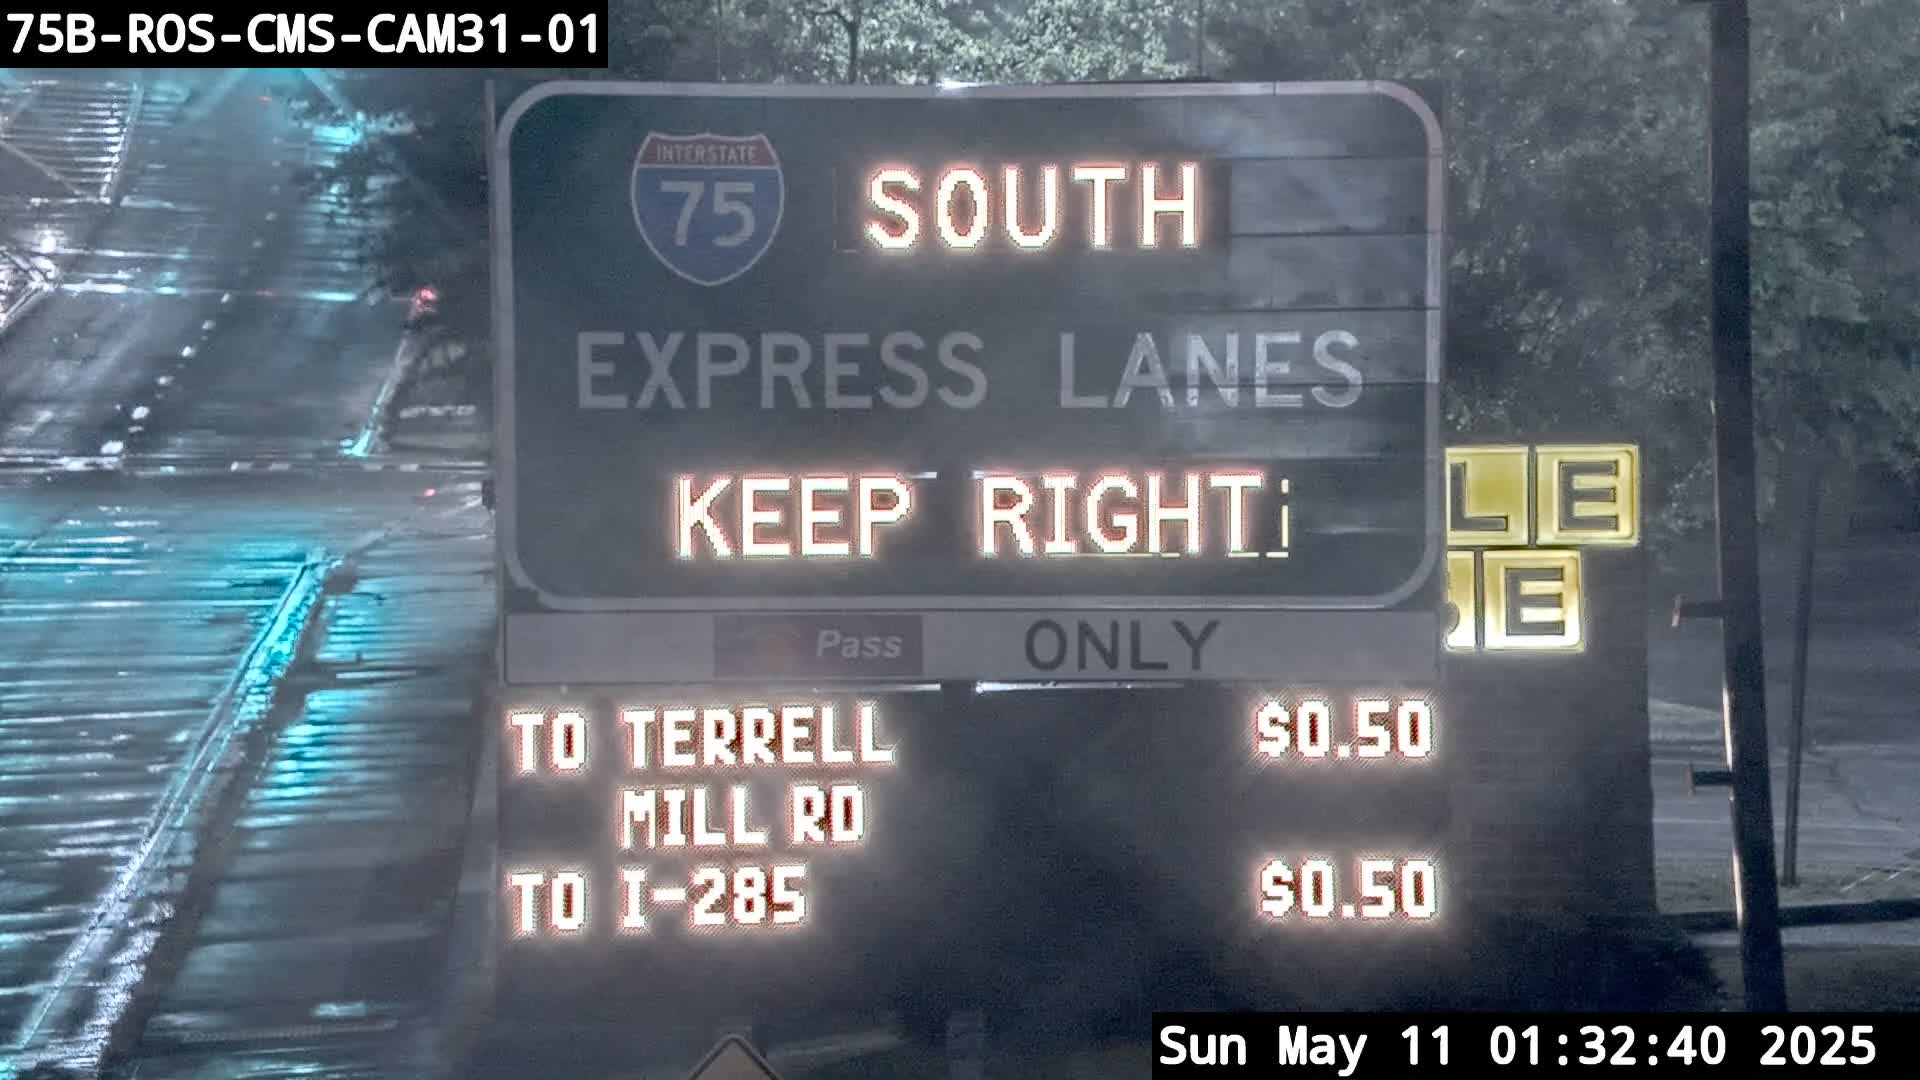 75B-ROS-CMS-CAM31-01
INTERSTATE
75
SOUTH
EXPRESS LANES
KEEP RIGHT
Pass ONLY
LE
E
TO TERRELL $0.50
MILL RD
TO I-285 $0.50
Sun May 11 01:32:40 2025